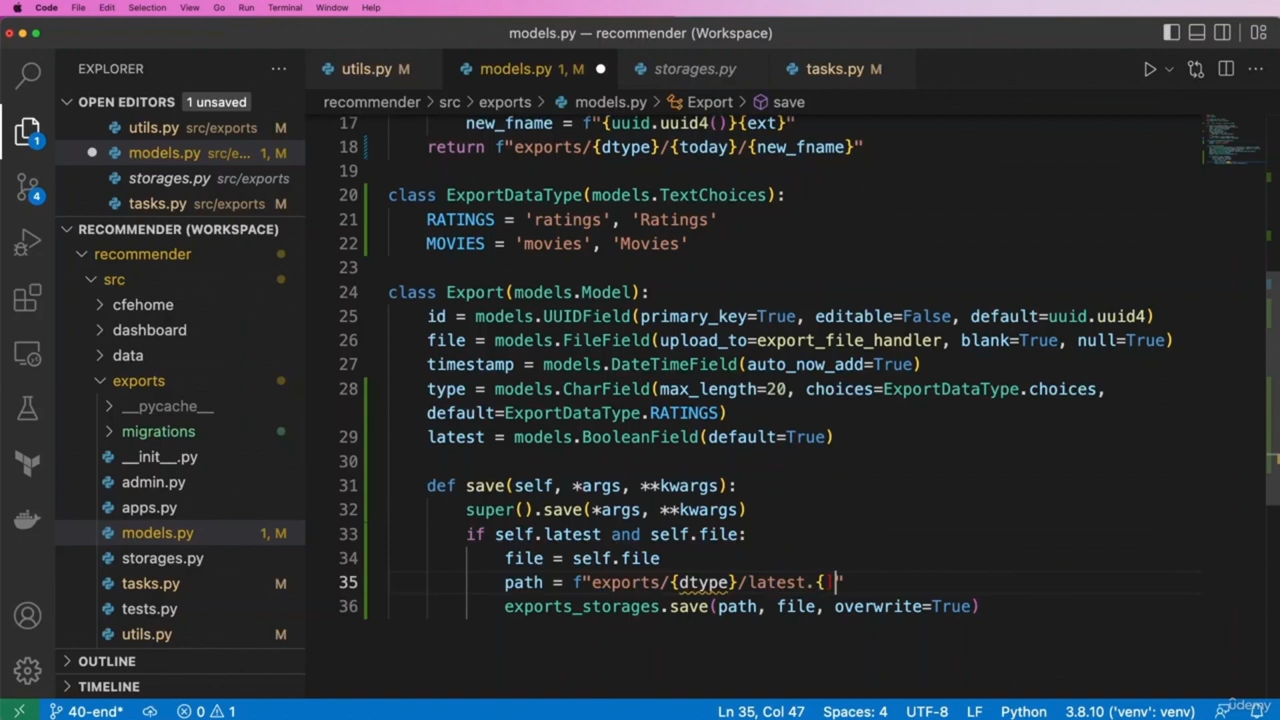 Code File Edit Selection View Go Run Terminal Window Help
models.py — recommender (Workspace)
EXPLORER ···
utils.py M models.py 1, M storages.py tasks.py M
OPEN EDITORS 1 unsaved
recommender > src > exports > models.py > Export > save
utils.py src/exports M
models.py src/e... 1, M
storages.py src/exports
tasks.py src/exports M
RECOMMENDER (WORKSPACE)
recommender
src
cfehome
dashboard
data
exports
__pycache__
migrations
__init__.py
admin.py
apps.py
models.py 1, M
storages.py
tasks.py M
tests.py
utils.py M
OUTLINE
TIMELINE
17 new_fname = f"{uuid.uuid4()}{ext}"
18 return f"exports/{dtype}/{today}/{new_fname}"
19
20 class ExportDataType(models.TextChoices):
21 RATINGS = 'ratings', 'Ratings'
22 MOVIES = 'movies', 'Movies'
23
24 class Export(models.Model):
25 id = models.UUIDField(primary_key=True, editable=False, default=uuid.uuid4)
26 file = models.FileField(upload_to=export_file_handler, blank=True, null=True)
27 timestamp = models.DateTimeField(auto_now_add=True)
28 type = models.CharField(max_length=20, choices=ExportDataType.choices,
default=ExportDataType.RATINGS)
29 latest = models.BooleanField(default=True)
30
31 def save(self, *args, **kwargs):
32 super().save(*args, **kwargs)
33 if self.latest and self.file:
34 file = self.file
35 path = f"exports/{dtype}/latest.{}"
36 exports_storages.save(path, file, overwrite=True)
1
4
40-end* 0 1 Ln 35, Col 47 Spaces: 4 UTF-8 LF Python 3.8.10 ('venv': venv)
ûdemy